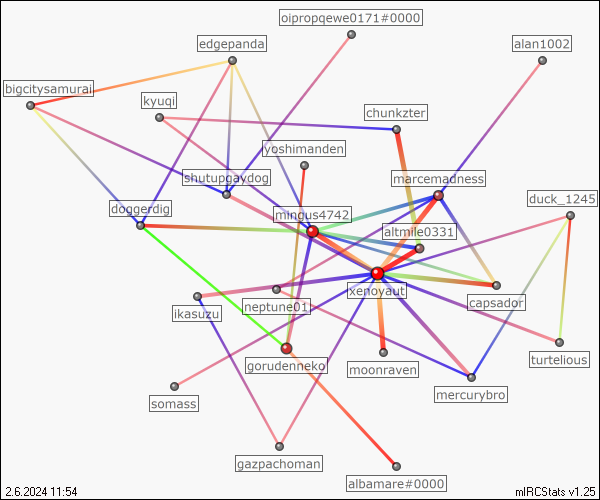 oipropqewe0171#0000
edgepanda
alan1002
bigcitysamurai
kyuqi
chunkzter
yoshimanden
shutupgaydog
marcemadness
duck_1245
doggerdig
mingus4742
altmile0331
xenoyaut
capsador
ikasuzu
neptune01
gorudenneko
moonraven
turtelious
mercurybro
somass
gazpachoman
albamare#0000
2.6.2024 11:54
mIRCStats v1.25